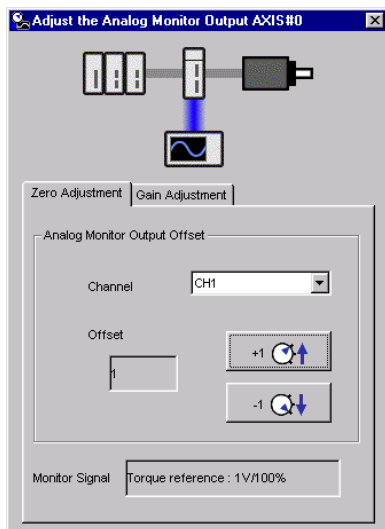 Adjust the Analog Monitor Output AXIS#0
Zero Adjustment
Gain Adjustment
Analog Monitor Output Offset
Channel
CH1
Offset
1
+1
-1
Monitor Signal
Torque reference : 1V/100%